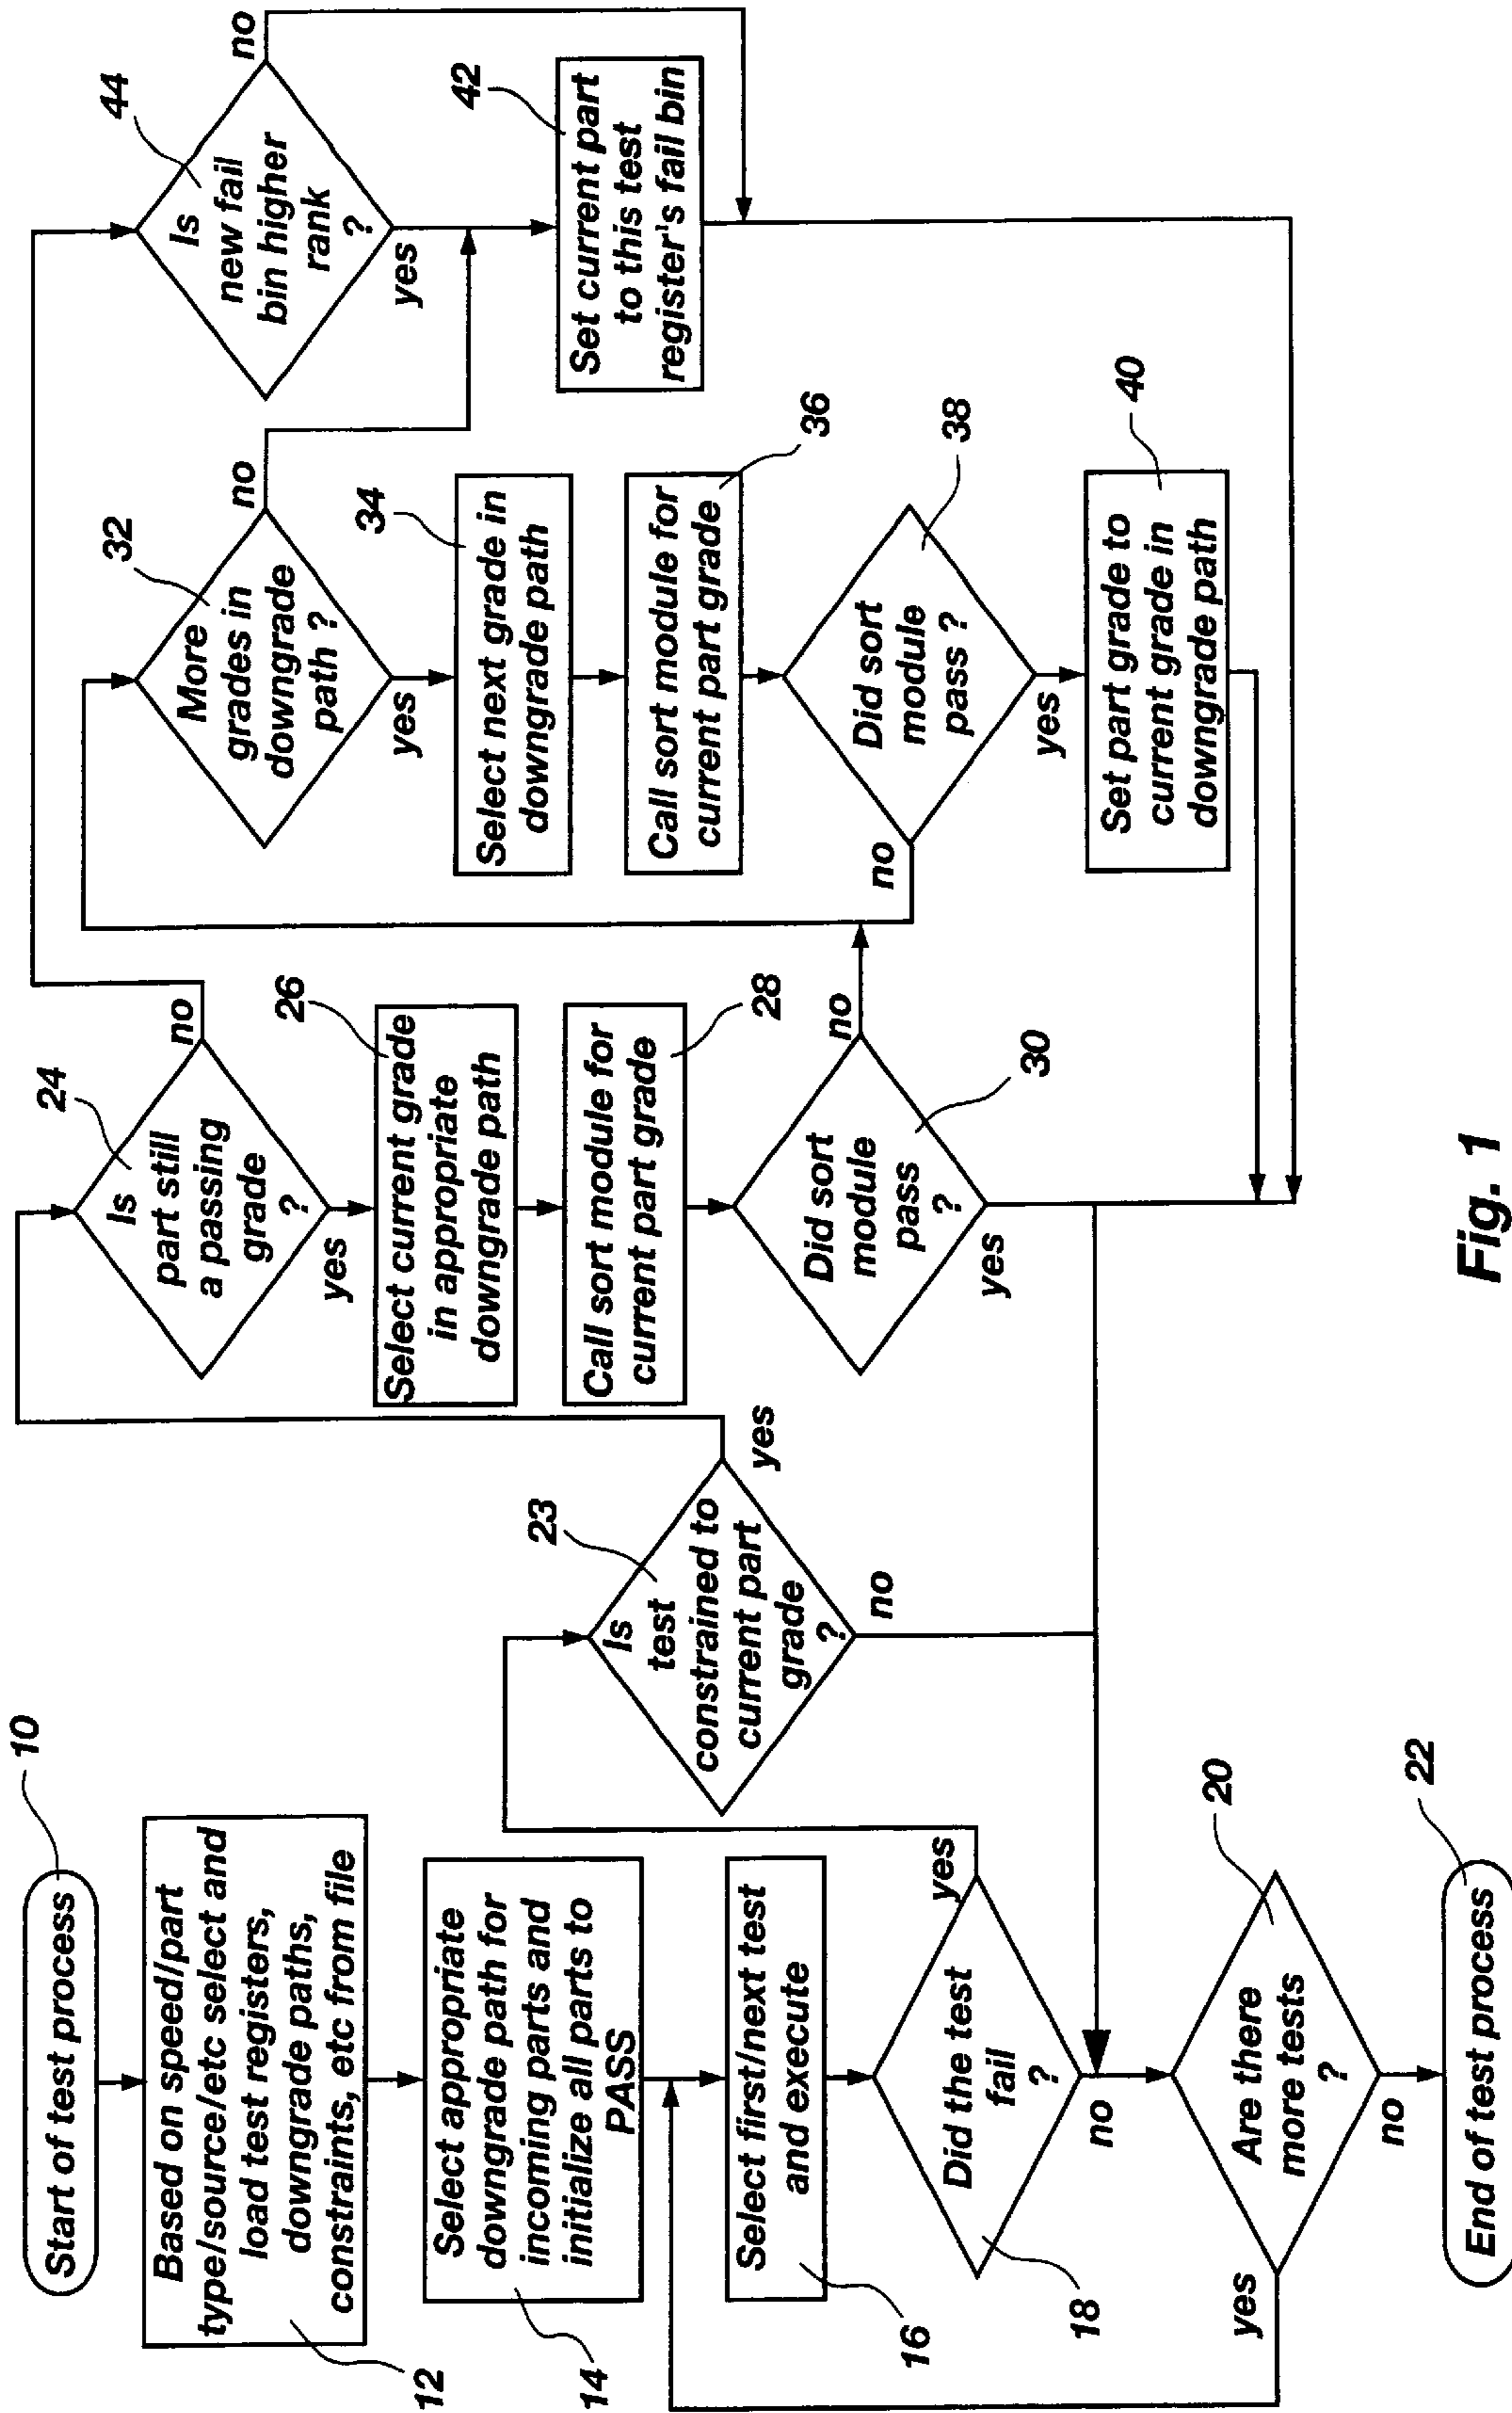 10
Start of test process
Based on speed/part
type/source/etc select and
load test registers,
downgrade paths,
constraints, etc from file
12
Select appropriate
downgrade path for
incoming parts and
initialize all parts to
PASS
14
Select first/next test
and execute
16
Did the test
fail
?
18
yes
no
Are there
more tests
?
20
yes
no
End of test process
22
Is
test
constrained to
current part
grade
?
23
yes
no
Is
part still
a passing
grade
?
24
no
yes
Select current grade
in appropriate
downgrade path
26
Call sort module for
current part grade
28
Did sort
module
pass
?
30
no
yes
More
grades in
downgrade
path ?
32
no
yes
Select next grade in
downgrade path
34
Call sort module for
current part grade
36
Did sort
module
pass ?
38
no
yes
Set part grade to
current grade in
downgrade path
40
Is
new fail
bin higher
rank
?
44
no
yes
Set current part
to this test
register's fail bin
42
Fig. 1